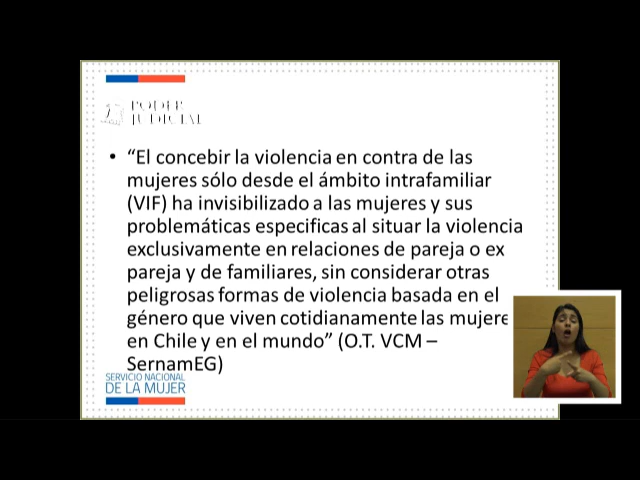 PODER
JUDICIAL
• “El concebir la violencia en contra de las
mujeres sólo desde el ámbito intrafamiliar
(VIF) ha invisibilizado a las mujeres y sus
problemáticas especificas al situar la violencia
exclusivamente en relaciones de pareja o ex
pareja y de familiares, sin considerar otras
peligrosas formas de violencia basada en el
género que viven cotidianamente las mujere
en Chile y en el mundo” (O.T. VCM –
SernamEG)
SERVICIO NACIONAL
DE LA MUJER